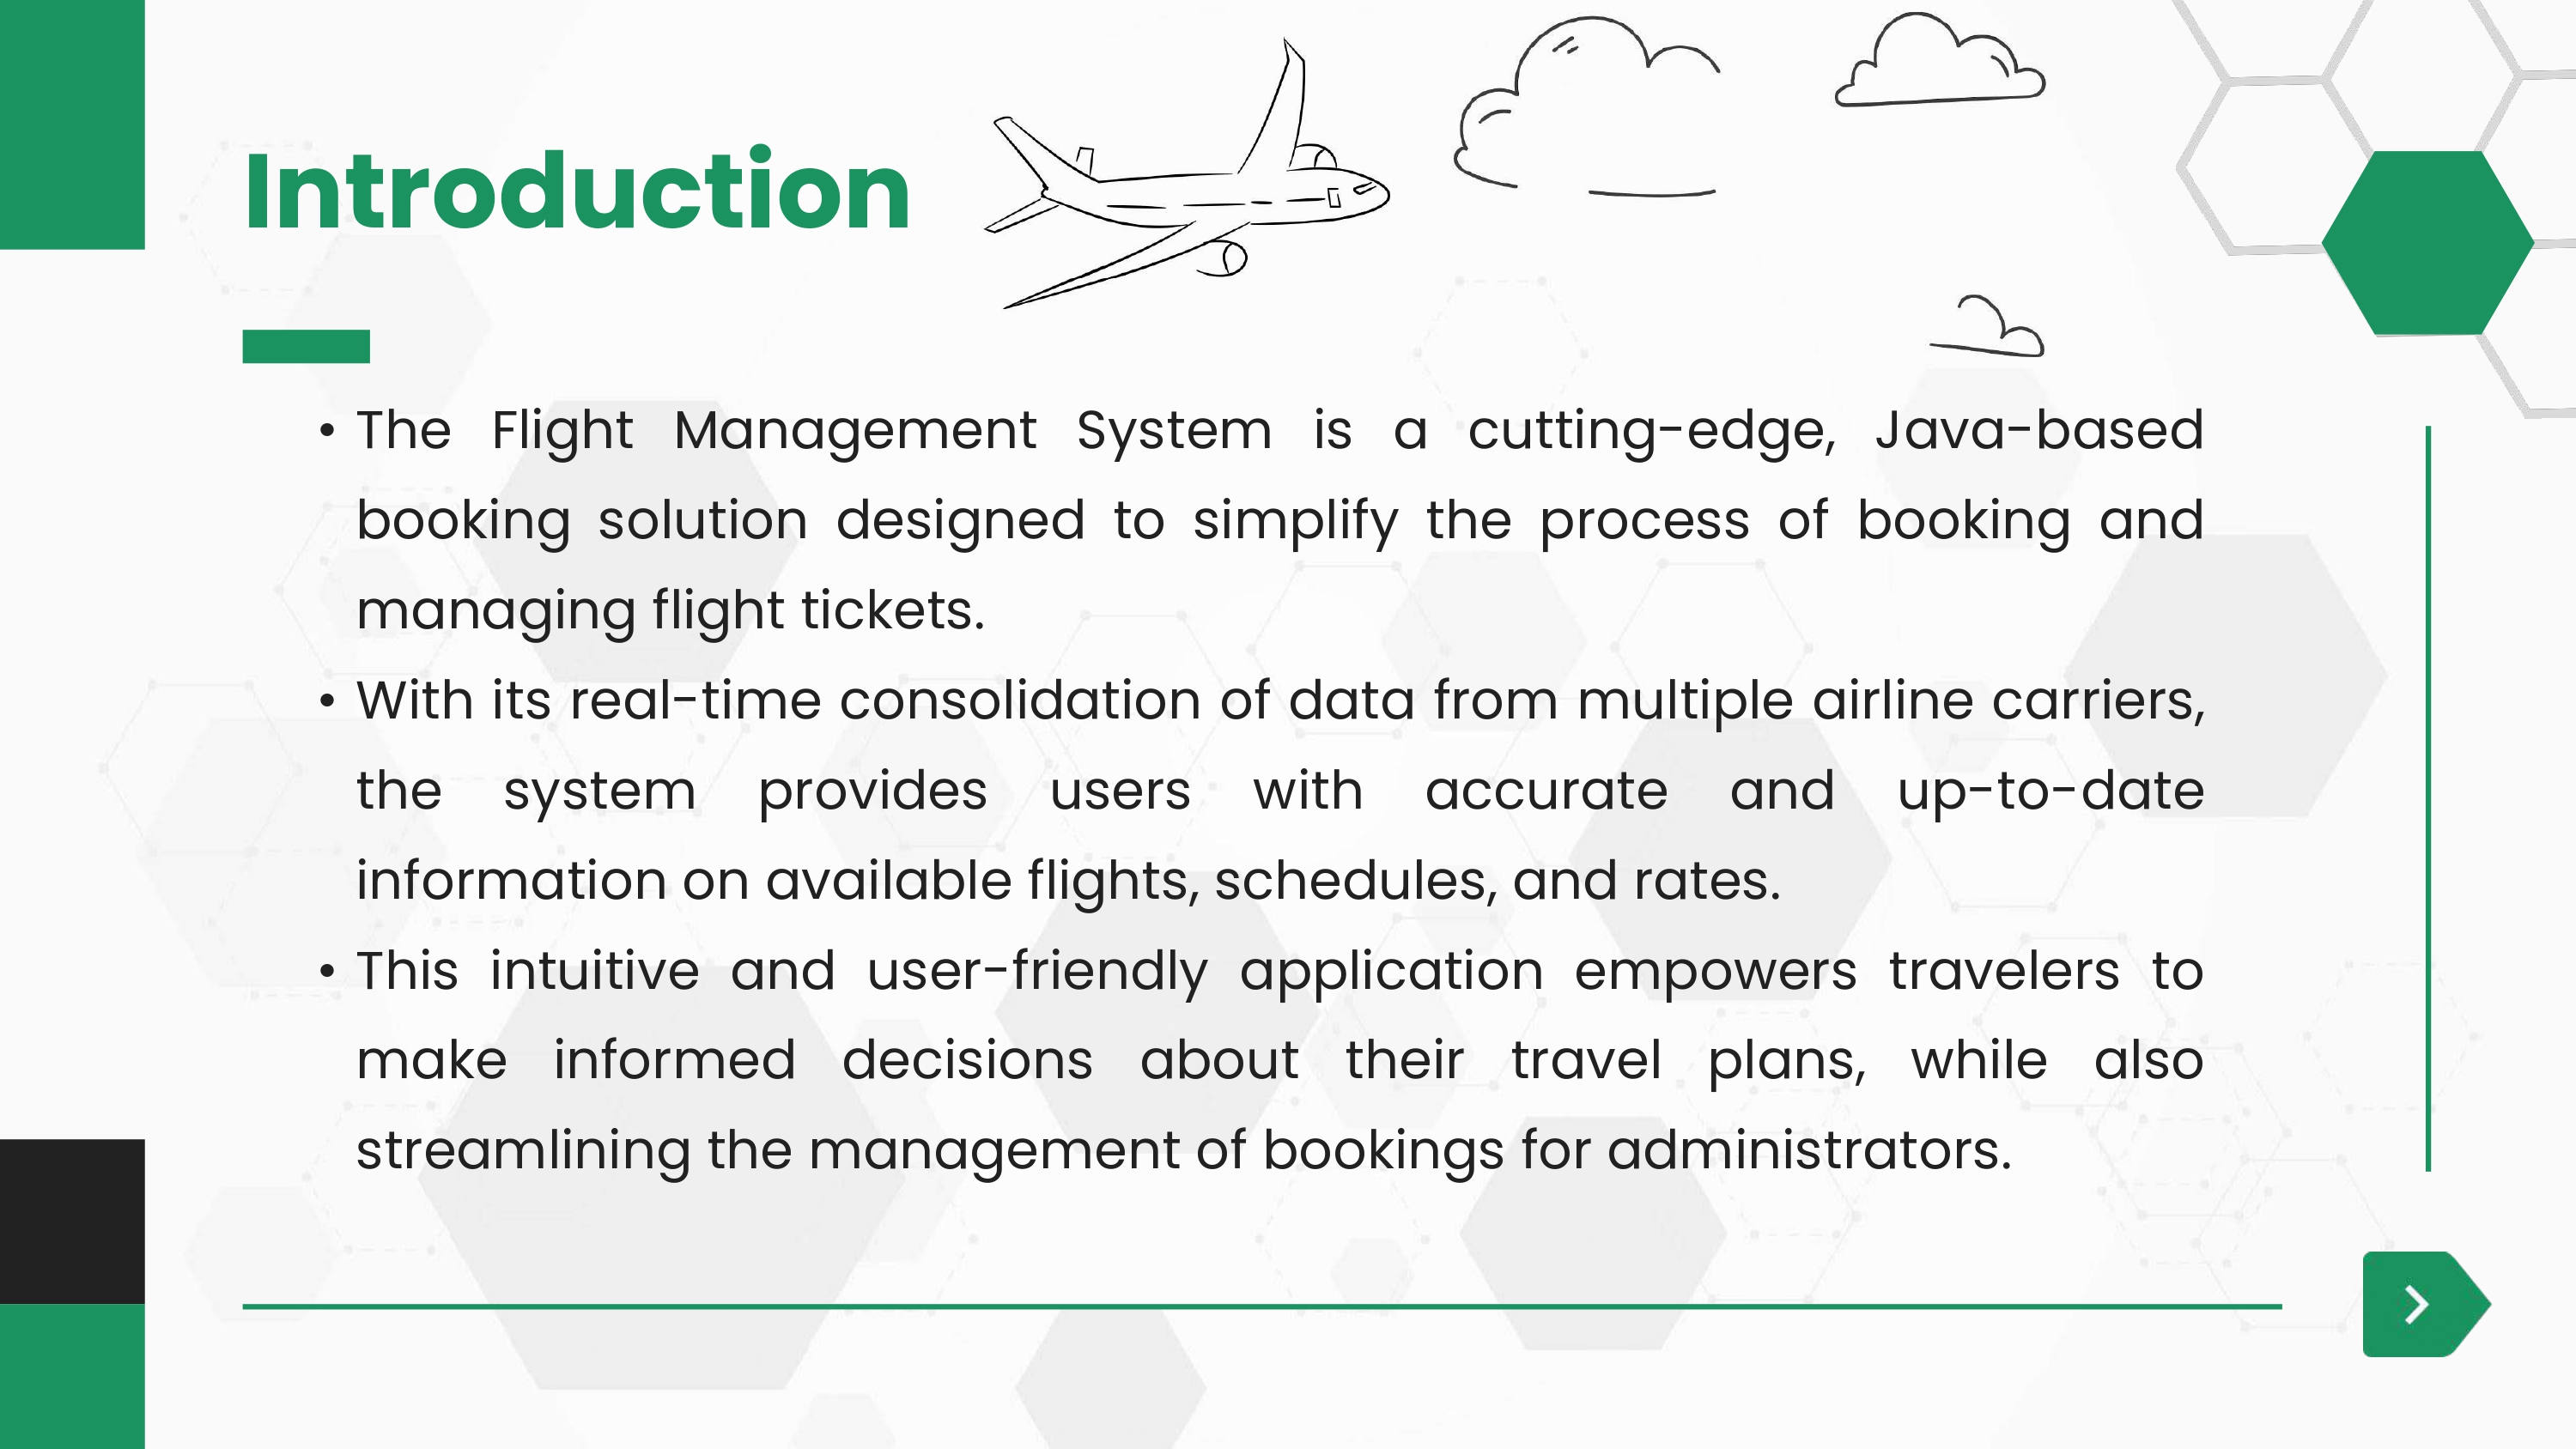 Introduction
• The Flight Management System is a cutting-edge, Java-based
booking solution designed to simplify the process of booking and
managing flight tickets.
• With its real-time consolidation of data from multiple airline carriers,
the system provides users with accurate and up-to-date
information on available flights, schedules, and rates.
• This intuitive and user-friendly application empowers travelers to
make informed decisions about their travel plans, while also
streamlining the management of bookings for administrators.